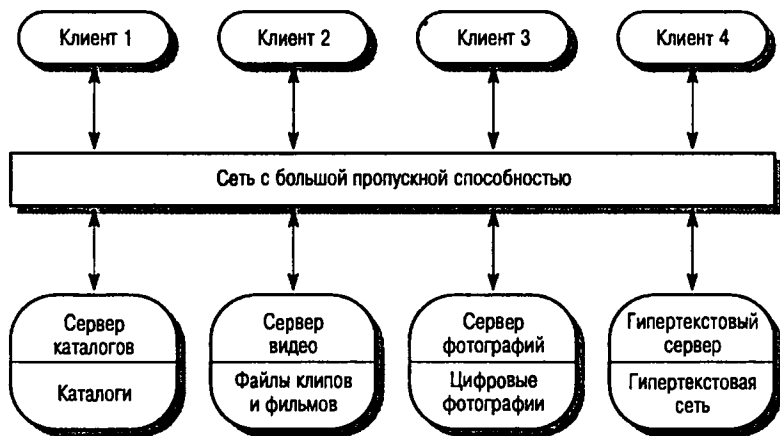 Клиент 1
Клиент 2
Клиент 3
Клиент 4
Сеть с большой пропускной способностью
Сервер
каталогов
Каталоги
Сервер
видео
Файлы клипов
и фильмов
Сервер
фотографий
Цифровые
фотографии
Гипертекстовый
сервер
Гипертекстовая
сеть